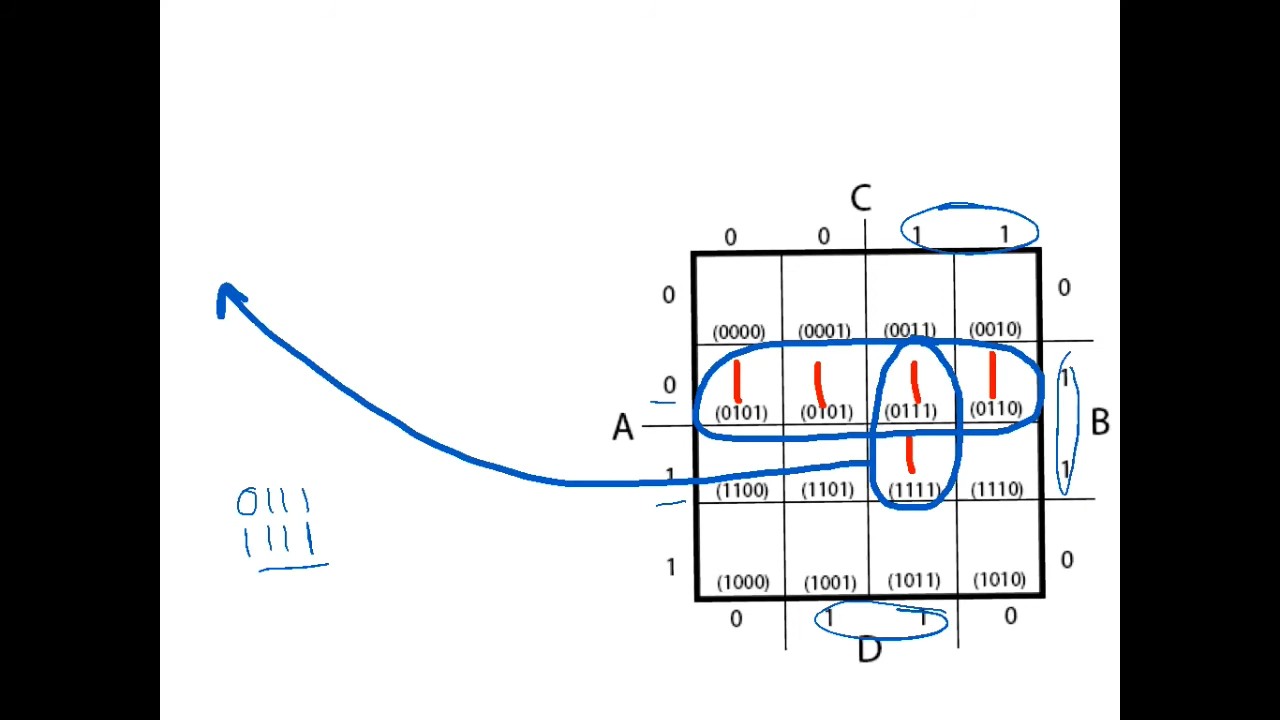 C
0 0 1 1
0 0
(0000) (0001) (0011) (0010)
0 1 1 1 1 1
(0101) (0101) (0111) (0110)
A B
1 1 1
(1100) (1101) (1111) (1110)
0111
1111
1 0
(1000) (1001) (1011) (1010)
0 1 1 0
D